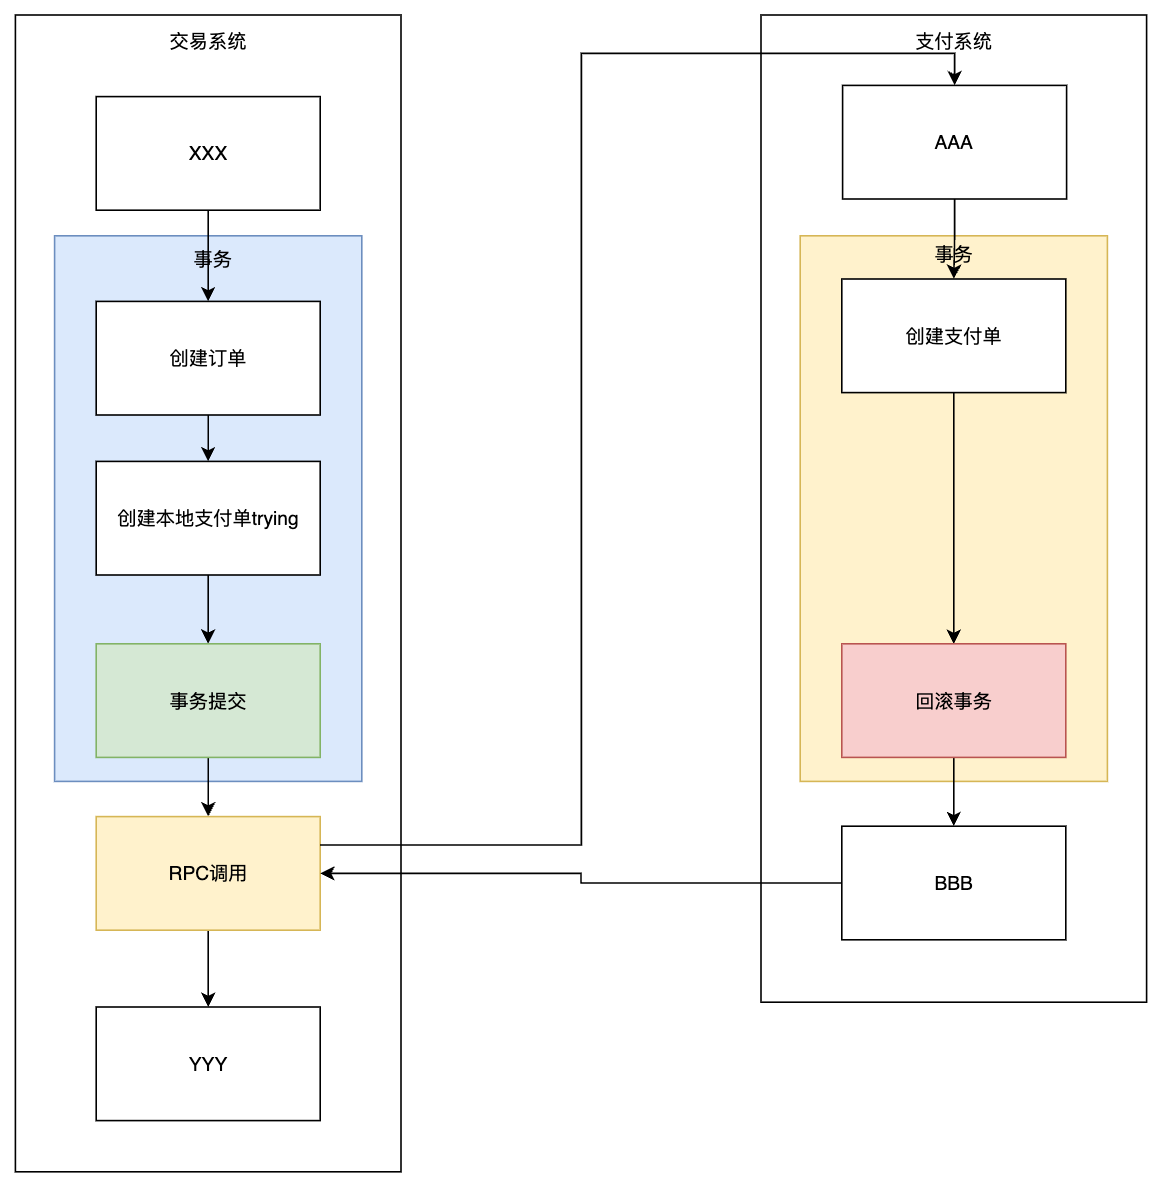 交易系统
XXX
事务
创建订单
创建本地支付单trying
事务提交
RPC调用
YYY
支付系统
AAA
事务
创建支付单
回滚事务
BBB